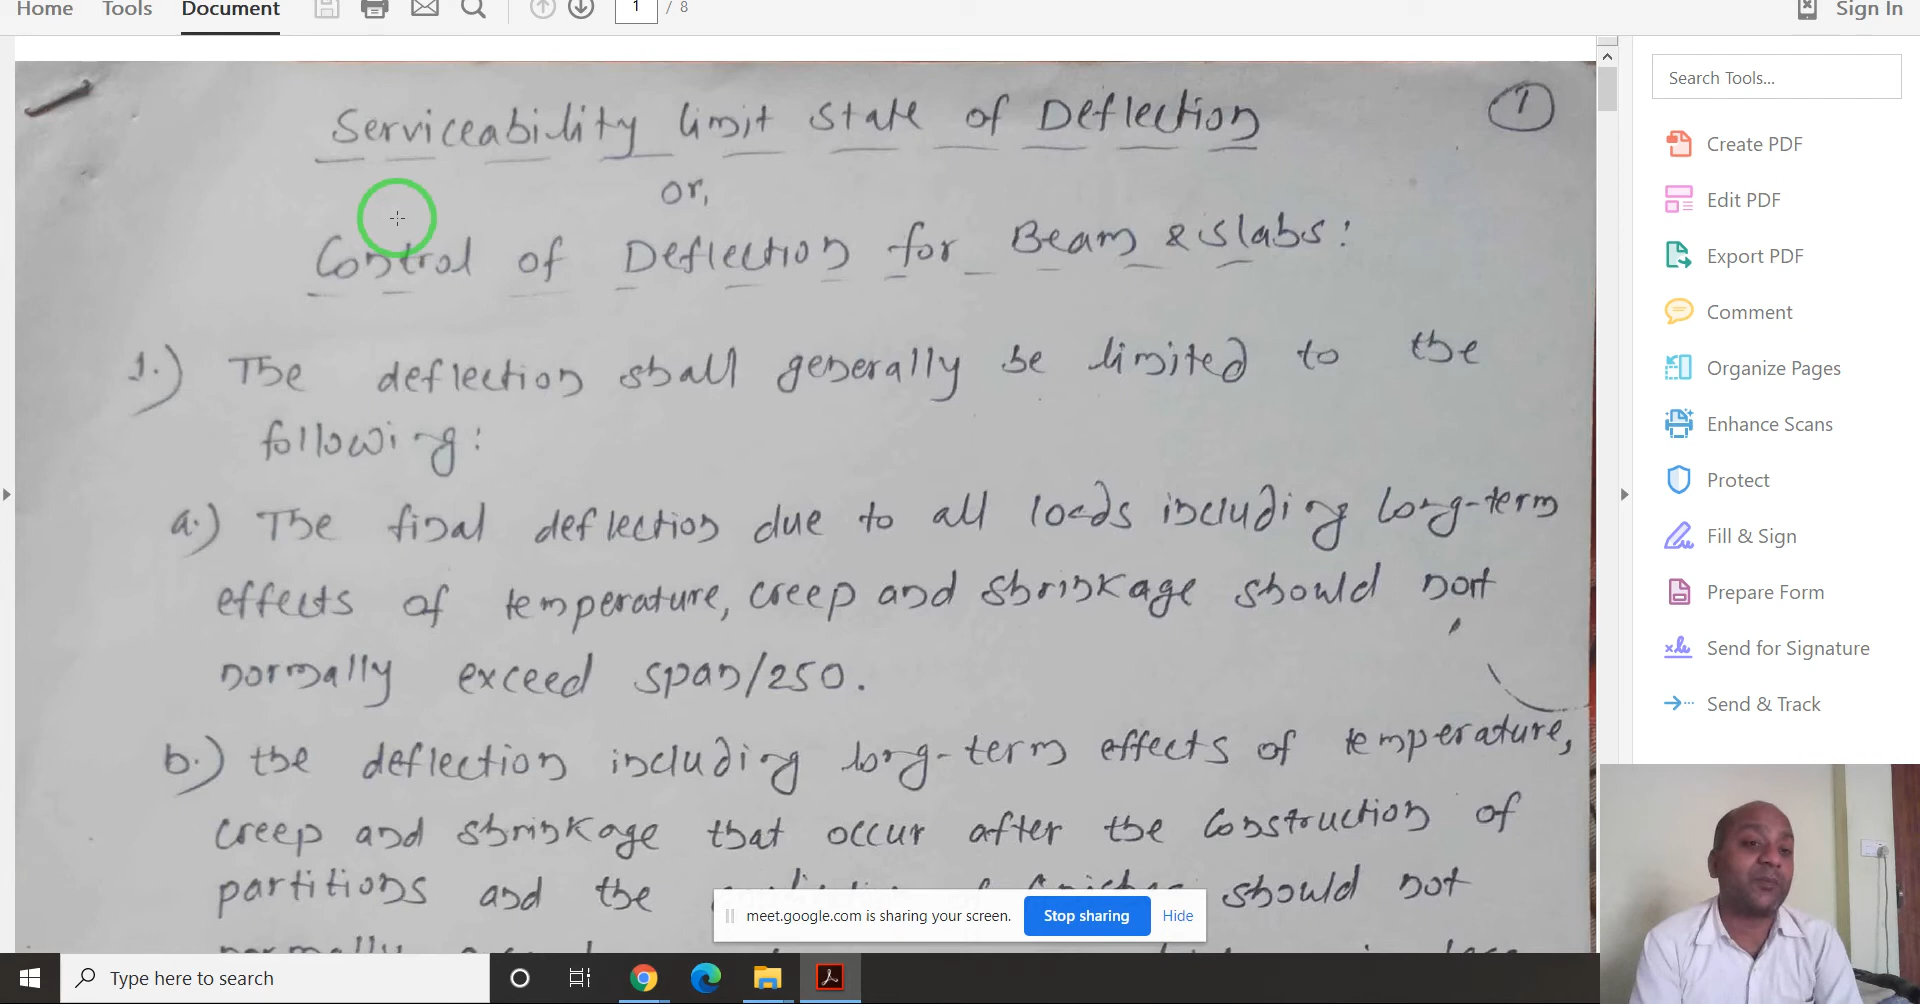 Home Tools Document 1 / 8 Sign In
Serviceability limit state of Deflection 1
or,
Control of Deflection for Beam & Slabs:
1.) The deflection shall generally be limited to the
following:
a.) The final deflection due to all loads including long-term
effects of temperature, creep and shrinkage should not
normally exceed span/250.
b.) the deflection including long-term effects of temperature,
creep and shrinkage that occur after the construction of
partitions and the should not
normally
Search Tools...
Create PDF
Edit PDF
Export PDF
Comment
Organize Pages
Enhance Scans
Protect
Fill & Sign
Prepare Form
Send for Signature
Send & Track
meet.google.com is sharing your screen. Stop sharing Hide
Type here to search